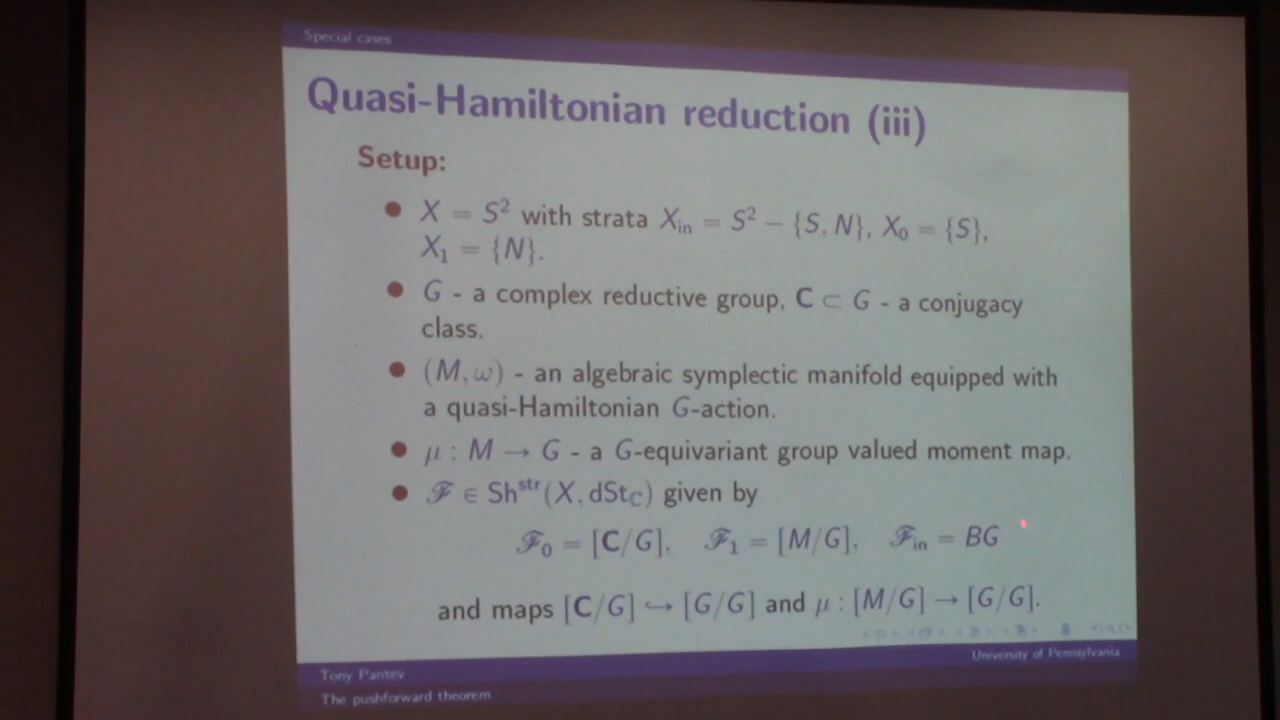 Special cases
Quasi-Hamiltonian reduction (iii)
Setup:
● X = S² with strata X_in = S² − {S, N}, X₀ = {S},
X₁ = {N}.
● G - a complex reductive group, C ⊂ G - a conjugacy
class.
● (M, ω) - an algebraic symplectic manifold equipped with
a quasi-Hamiltonian G-action.
● μ : M → G - a G-equivariant group valued moment map.
● ℱ ∈ Sh^str(X, dSt_C) given by
ℱ₀ = [C/G], ℱ₁ = [M/G], ℱ_in = BG
and maps [C/G] ↪ [G/G] and μ : [M/G] → [G/G].
Tony Pantev
University of Pennsylvania
The pushforward theorem